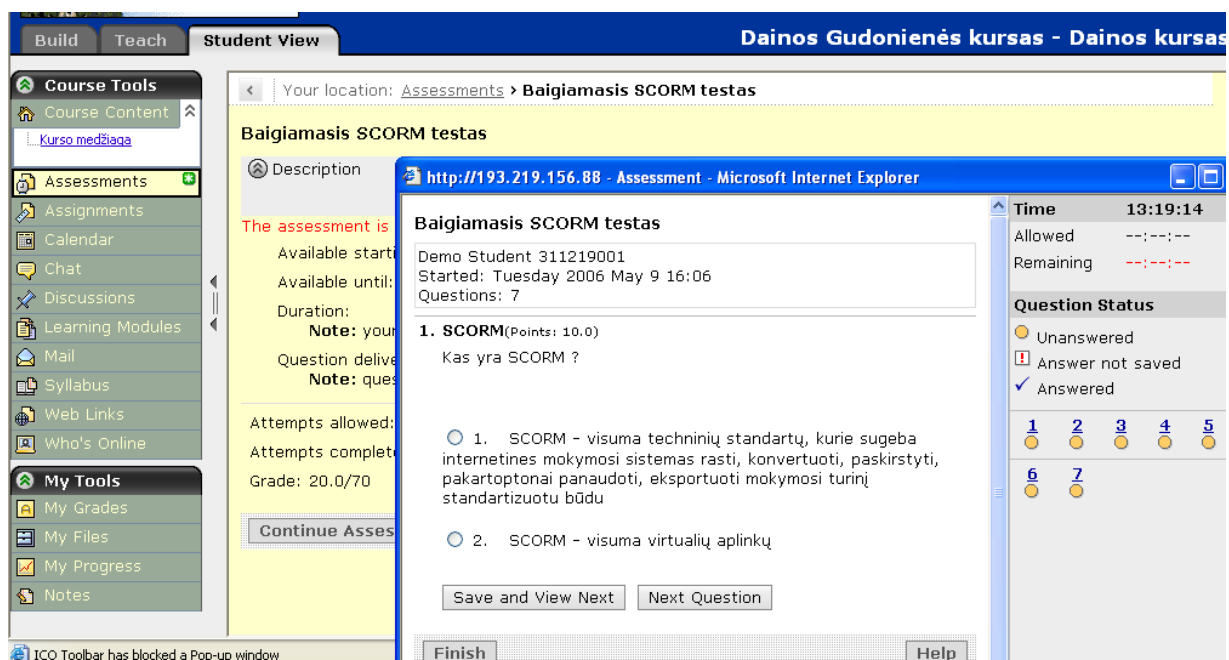 Build Teach Student View
Dainos Gudonienės kursas - Dainos kursas
Course Tools
Course Content
Kurso medžiaga
Assessments
Assignments
Calendar
Chat
Discussions
Learning Modules
Mail
Syllabus
Web Links
Who's Online
My Tools
My Grades
My Files
My Progress
Notes
Your location: Assessments › Baigiamasis SCORM testas
Baigiamasis SCORM testas
Description
The assessment is
Available starti
Available until:
Duration:
Note: your
Question delive
Note: ques
Attempts allowed:
Attempts complet
Grade: 20.0/70
Continue Asses
http://193.219.156.88 - Assessment - Microsoft Internet Explorer
Baigiamasis SCORM testas
Demo Student 311219001
Started: Tuesday 2006 May 9 16:06
Questions: 7
1. SCORM(Points: 10.0)
Kas yra SCORM ?
1. SCORM - visuma techninių standartų, kurie sugeba
internetines mokymosi sistemas rasti, konvertuoti, paskirstyti,
pakartoptonai panaudoti, eksportuoti mokymosi turinį
standartizuotu būdu
2. SCORM - visuma virtualių aplinkų
Save and View Next Next Question
Finish Help
Time 13:19:14
Allowed --:--:--
Remaining --:--:--
Question Status
Unanswered
Answer not saved
Answered
1 2 3 4 5
6 7
ICO Toolbar has blocked a Pop-up window